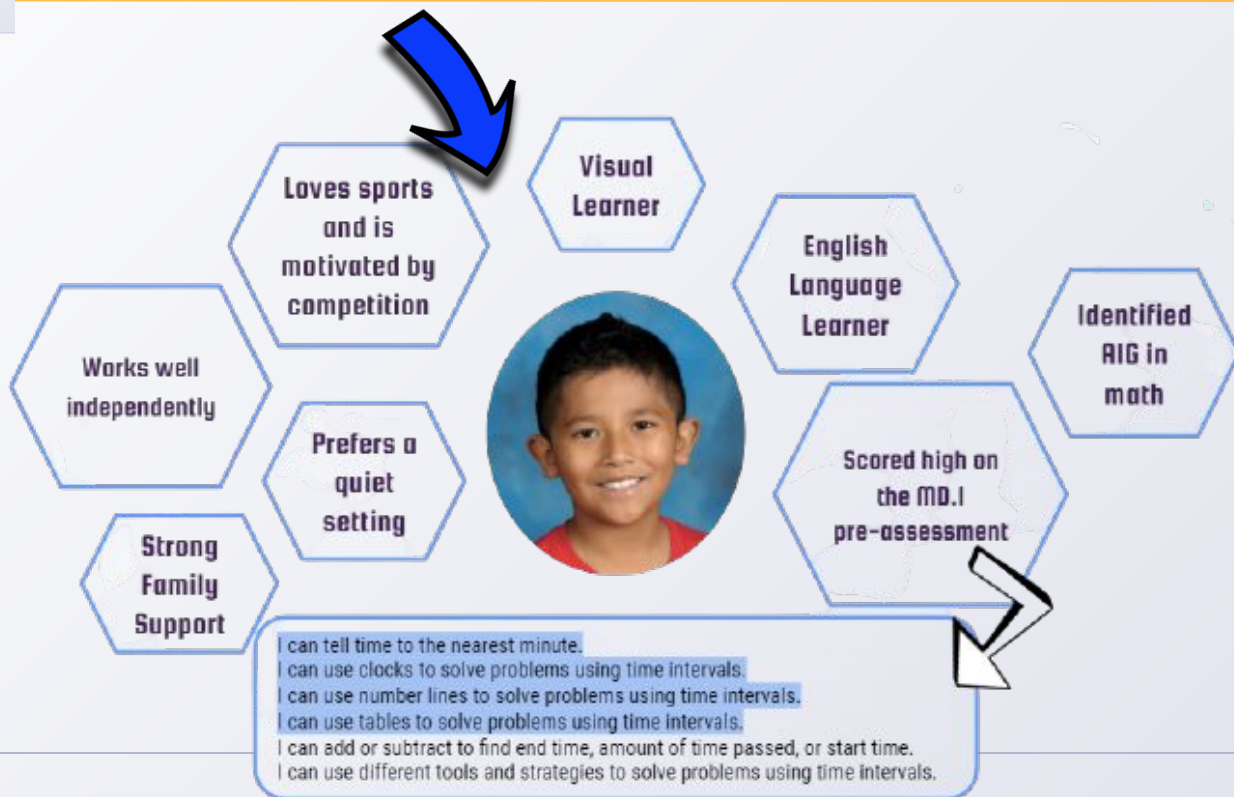 Visual
Learner
Loves sports
and is
motivated by
competition
English
Language
Learner
Identified
AIG in
math
Works well
independently
Prefers a
quiet
setting
Scored high on
the MD.1
pre-assessment
Strong
Family
Support
I can tell time to the nearest minute.
I can use clocks to solve problems using time intervals.
I can use number lines to solve problems using time intervals.
I can use tables to solve problems using time intervals.
I can add or subtract to find end time, amount of time passed, or start time.
I can use different tools and strategies to solve problems using time intervals.